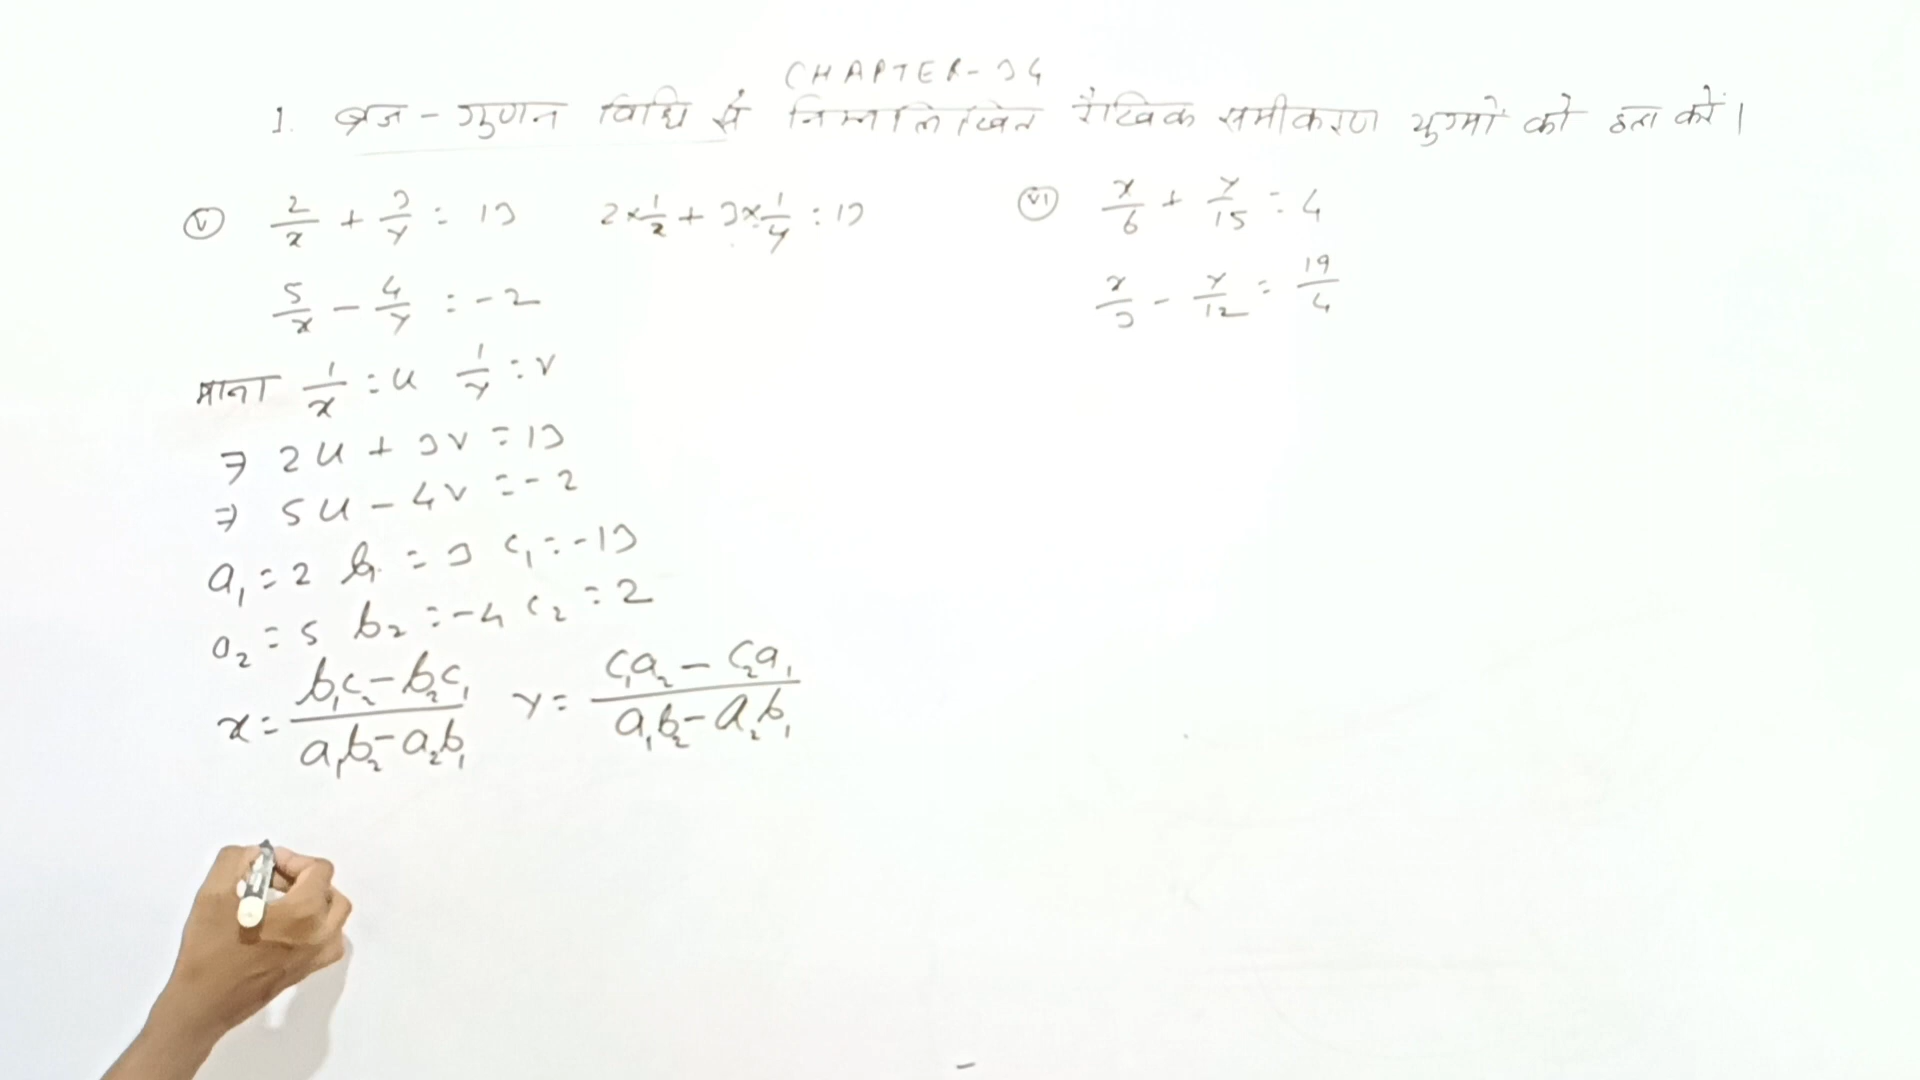 CHAPTER-34
1. ब्रज-गुणन विधि से निम्नलिखित रैखिक समीकरण युग्मों को हल करें।
(v) 2/x + 3/y = 13 2×1/x + 3×1/y = 13
5/x - 4/y = -2
माना 1/x = u 1/y = v
⇒ 2u + 3v = 13
⇒ 5u - 4v = -2
a₁ = 2 b₁ = 3 c₁ = -13
a₂ = 5 b₂ = -4 c₂ = 2
x = (b₁c₂ - b₂c₁)/(a₁b₂ - a₂b₁) y = (c₁a₂ - c₂a₁)/(a₁b₂ - a₂b₁)
(vi) x/6 + y/15 = 4
x/3 - y/12 = 19/4